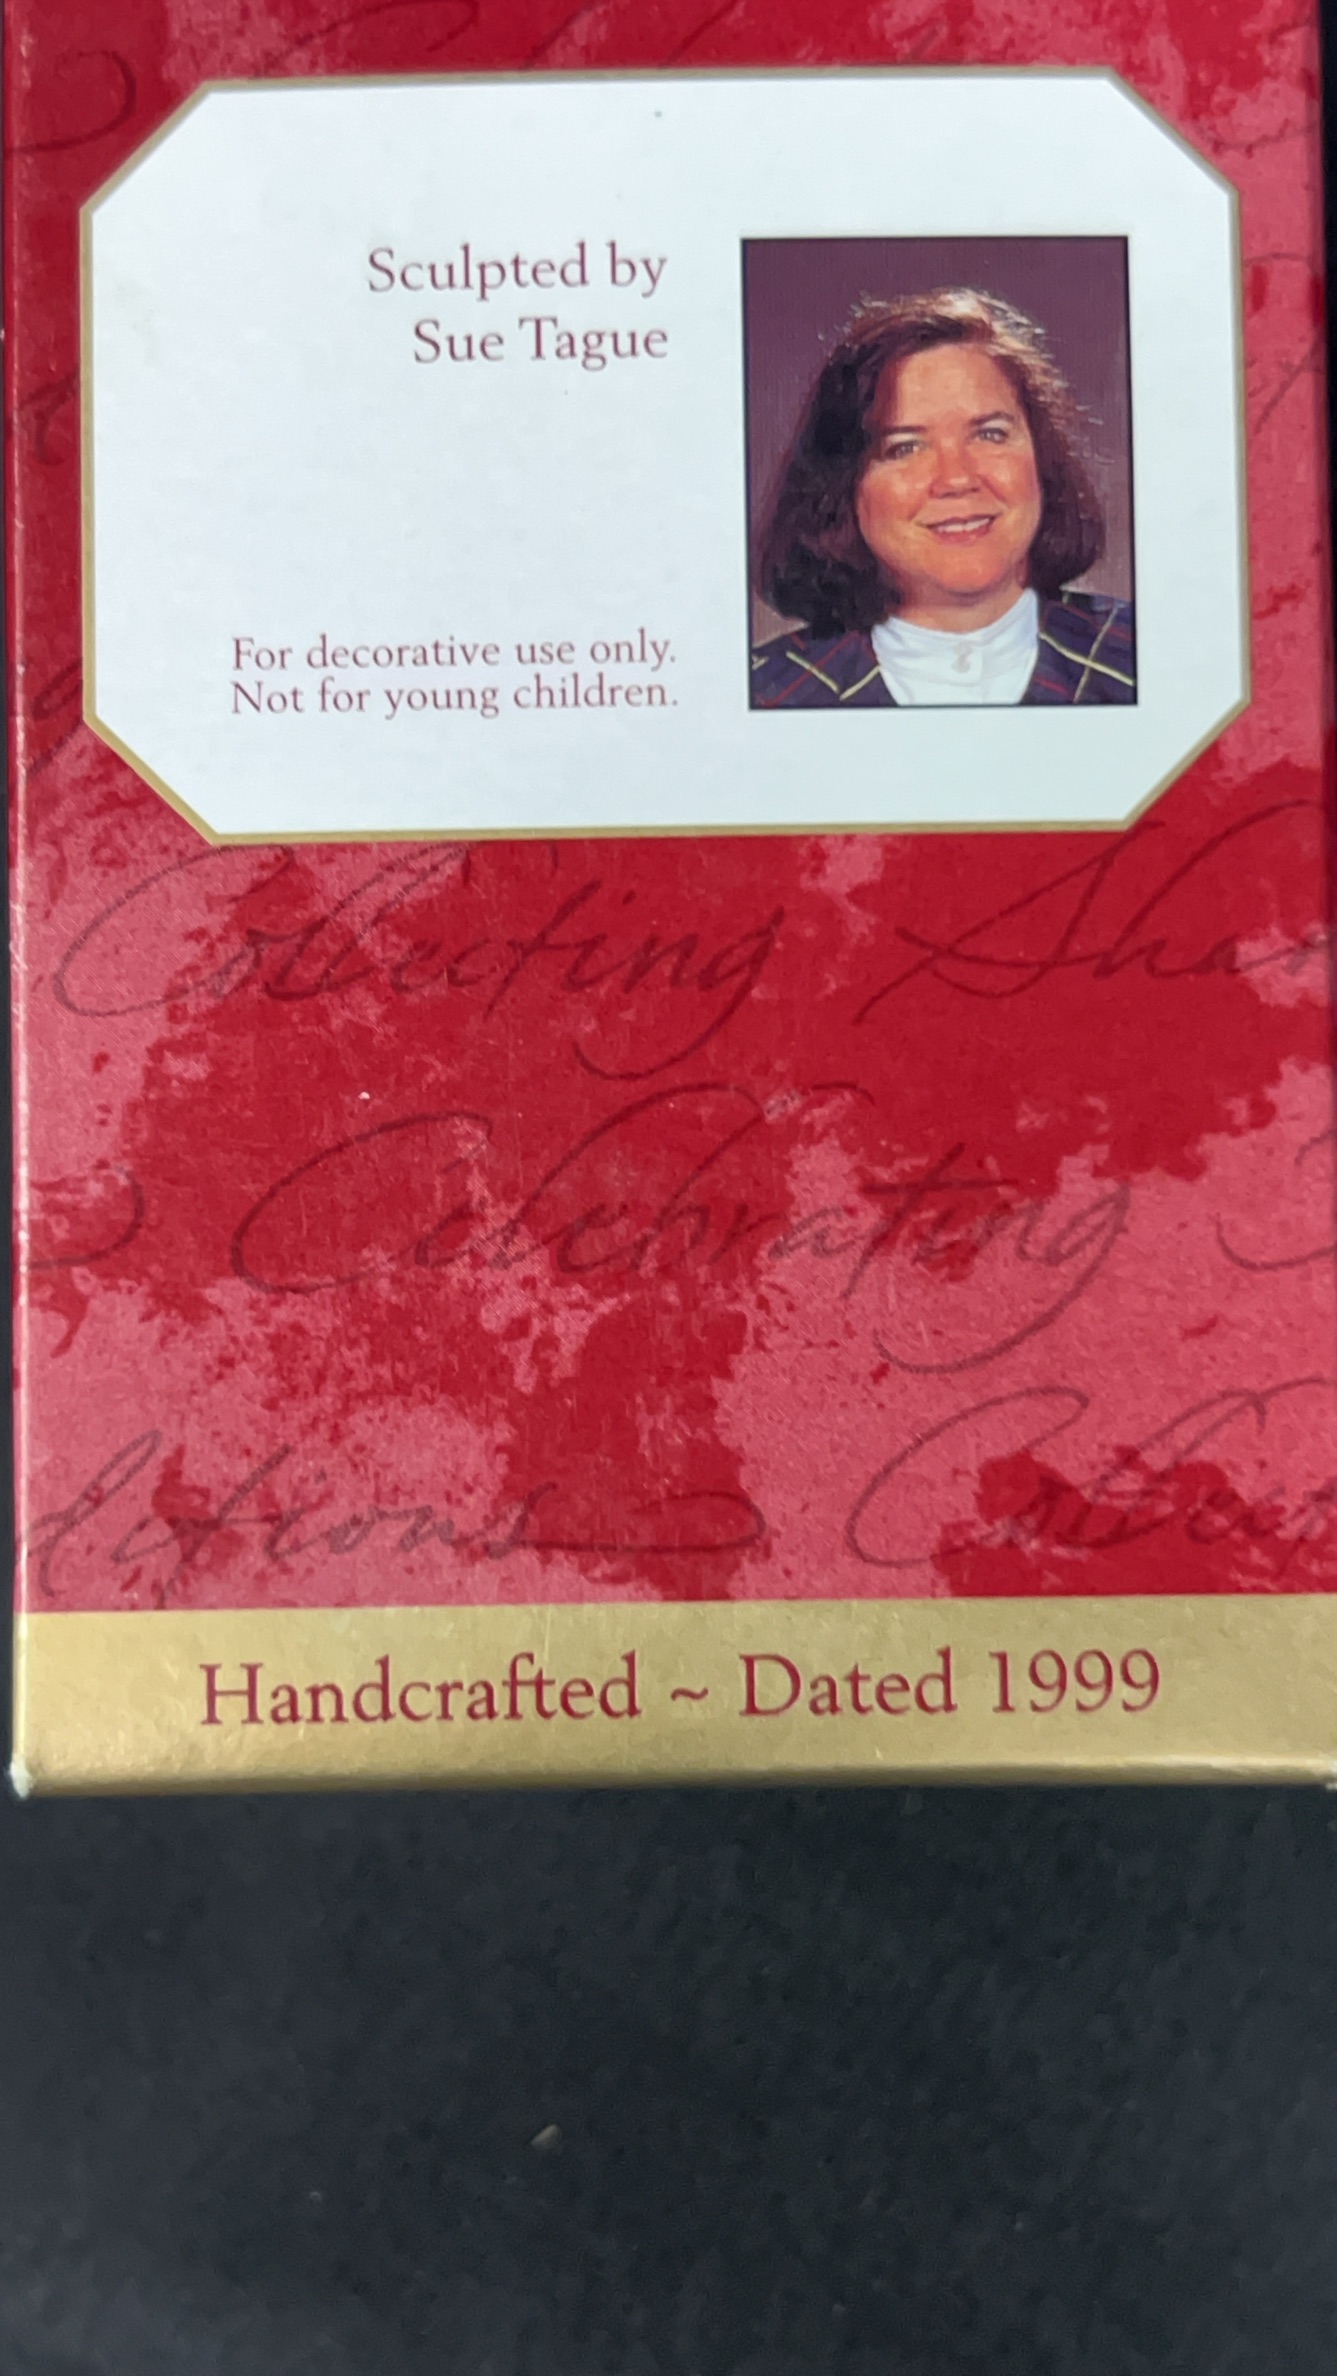 Sculpted by
Sue Tague
For decorative use only.
Not for young children.
Collecting
Celebrating
Handcrafted ~ Dated 1999